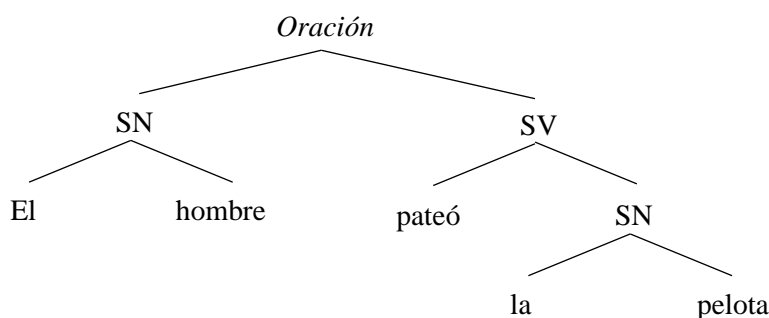 Oración
SN SV
El hombre pateó SN
la pelota